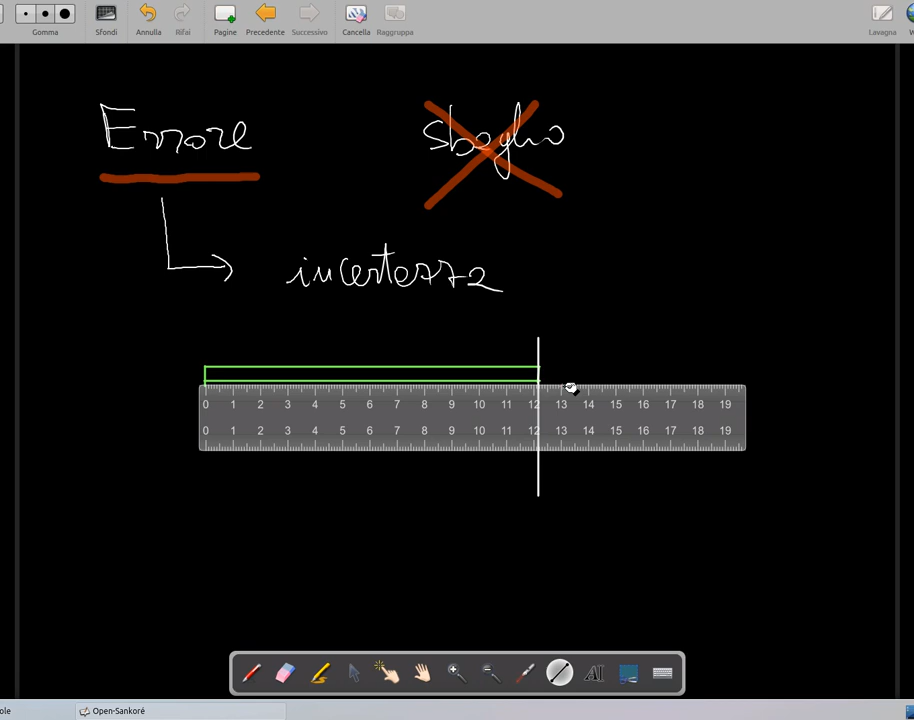 Gomma Sfondi Annulla Rifai Pagine Precedente Successivo Cancella Raggruppa Lavagna
Errore sbaglio
incertezza
0 1 2 3 4 5 6 7 8 9 10 11 12 13 14 15 16 17 18 19
0 1 2 3 4 5 6 7 8 9 10 11 12 13 14 15 16 17 18 19
AI
ole Open-Sankoré